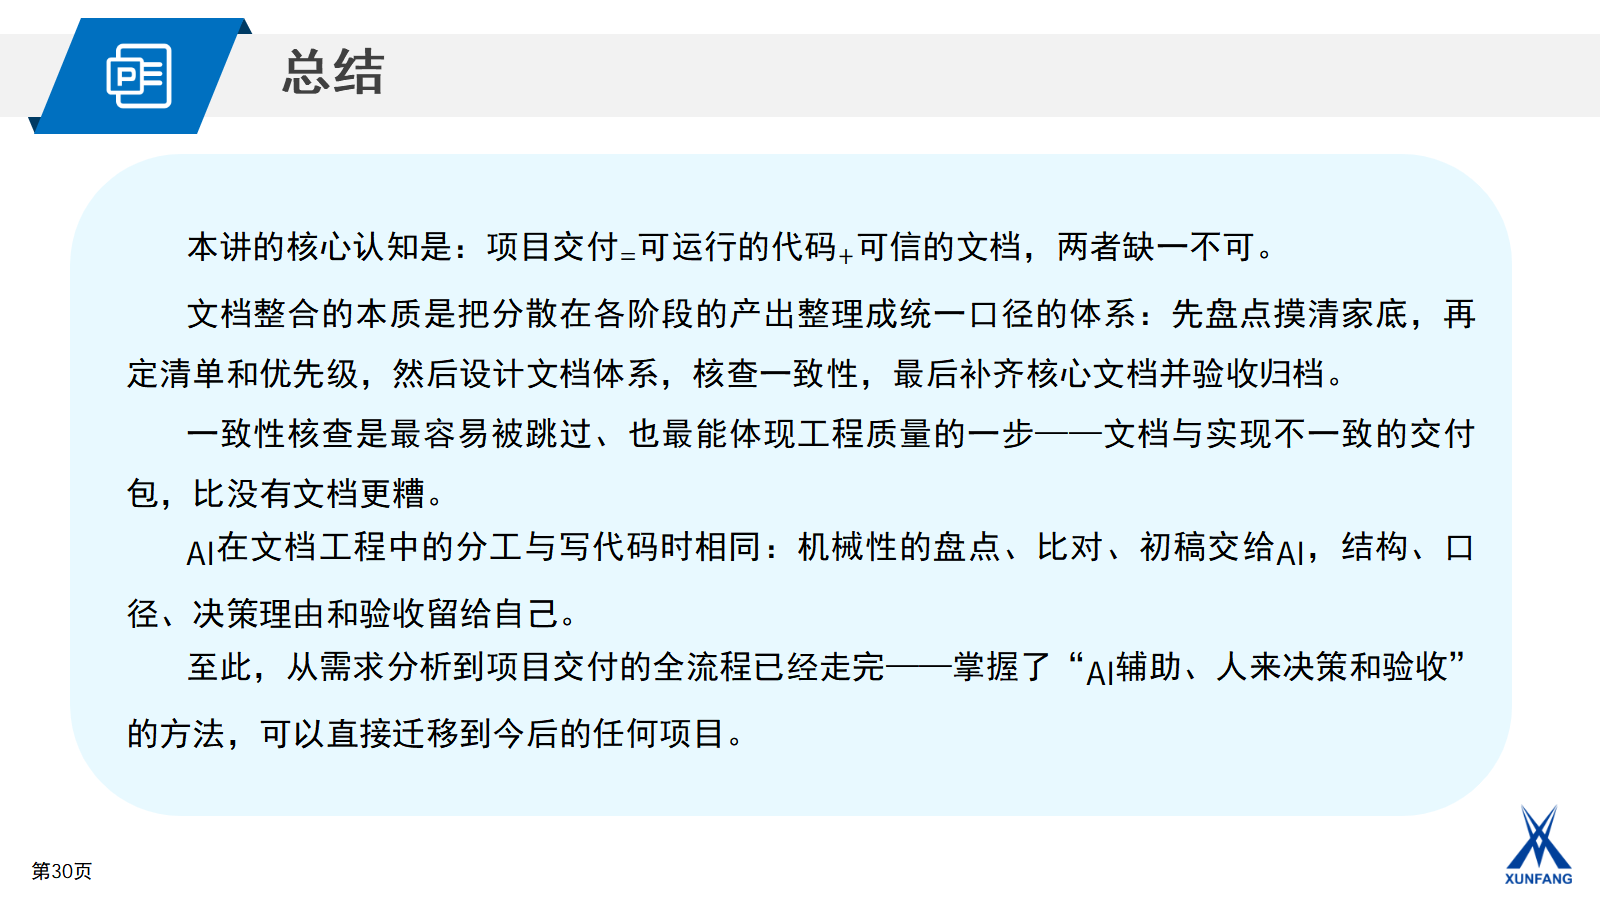 总结
本讲的核心认知是：项目交付=可运行的代码+可信的文档，两者缺一不可。
文档整合的本质是把分散在各阶段的产出整理成统一口径的体系：先盘点摸清家底，再
定清单和优先级，然后设计文档体系，核查一致性，最后补齐核心文档并验收归档。
一致性核查是最容易被跳过、也最能体现工程质量的一步——文档与实现不一致的交付
包，比没有文档更糟。
AI在文档工程中的分工与写代码时相同：机械性的盘点、比对、初稿交给AI，结构、口
径、决策理由和验收留给自己。
至此，从需求分析到项目交付的全流程已经走完——掌握了“AI辅助、人来决策和验收”
的方法，可以直接迁移到今后的任何项目。
第30页
XUNFANG